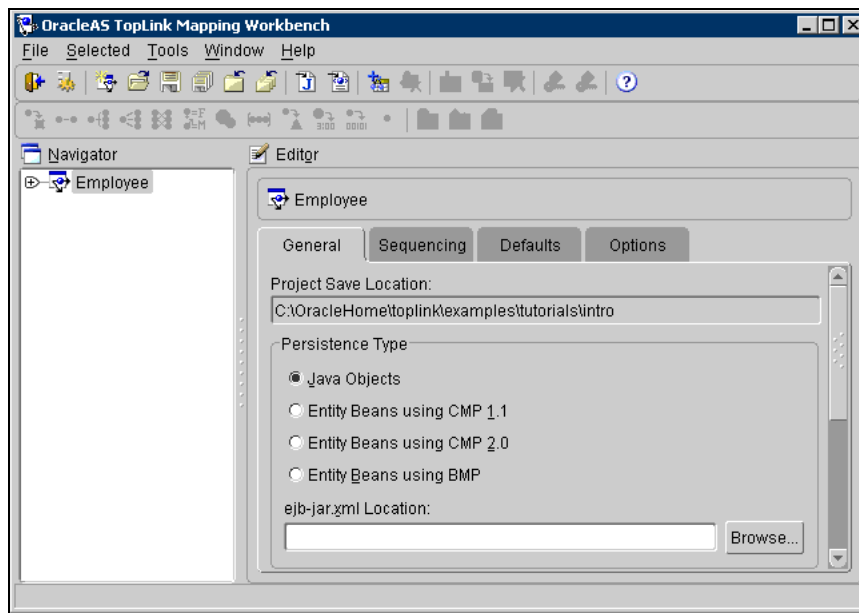 OracleAS TopLink Mapping Workbench
File Selected Tools Window Help
Navigator
Editor
Employee
Employee
General Sequencing Defaults Options
Project Save Location:
C:\OracleHome\toplink\examples\tutorials\intro
Persistence Type
Java Objects
Entity Beans using CMP 1.1
Entity Beans using CMP 2.0
Entity Beans using BMP
ejb-jar.xml Location:
Browse...